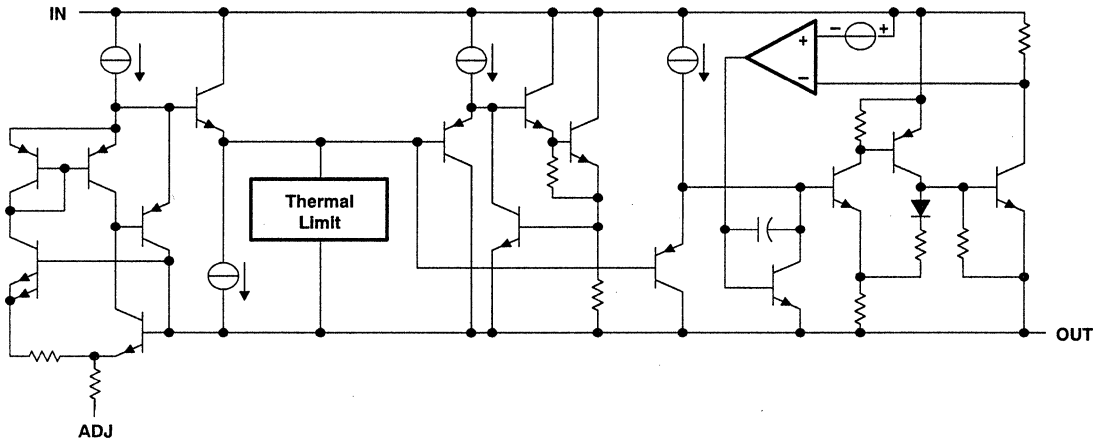 IN
− +
+
−
Thermal
Limit
OUT
ADJ